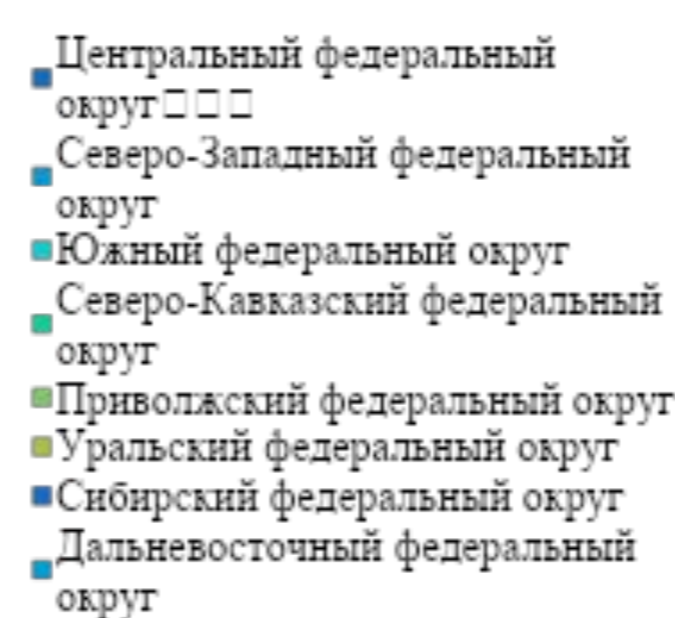 Центральный федеральный
округ□□□
Северо-Западный федеральный
округ
Южный федеральный округ
Северо-Кавказский федеральный
округ
Приволжский федеральный округ
Уральский федеральный округ
Сибирский федеральный округ
Дальневосточный федеральный
округ